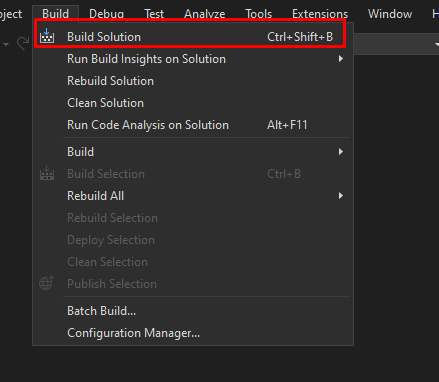 oject Build Debug Test Analyze Tools Extensions Window H
Build Solution Ctrl+Shift+B
Run Build Insights on Solution
Rebuild Solution
Clean Solution
Run Code Analysis on Solution Alt+F11
Build
Build Selection Ctrl+B
Rebuild All
Rebuild Selection
Deploy Selection
Clean Selection
Publish Selection
Batch Build...
Configuration Manager...